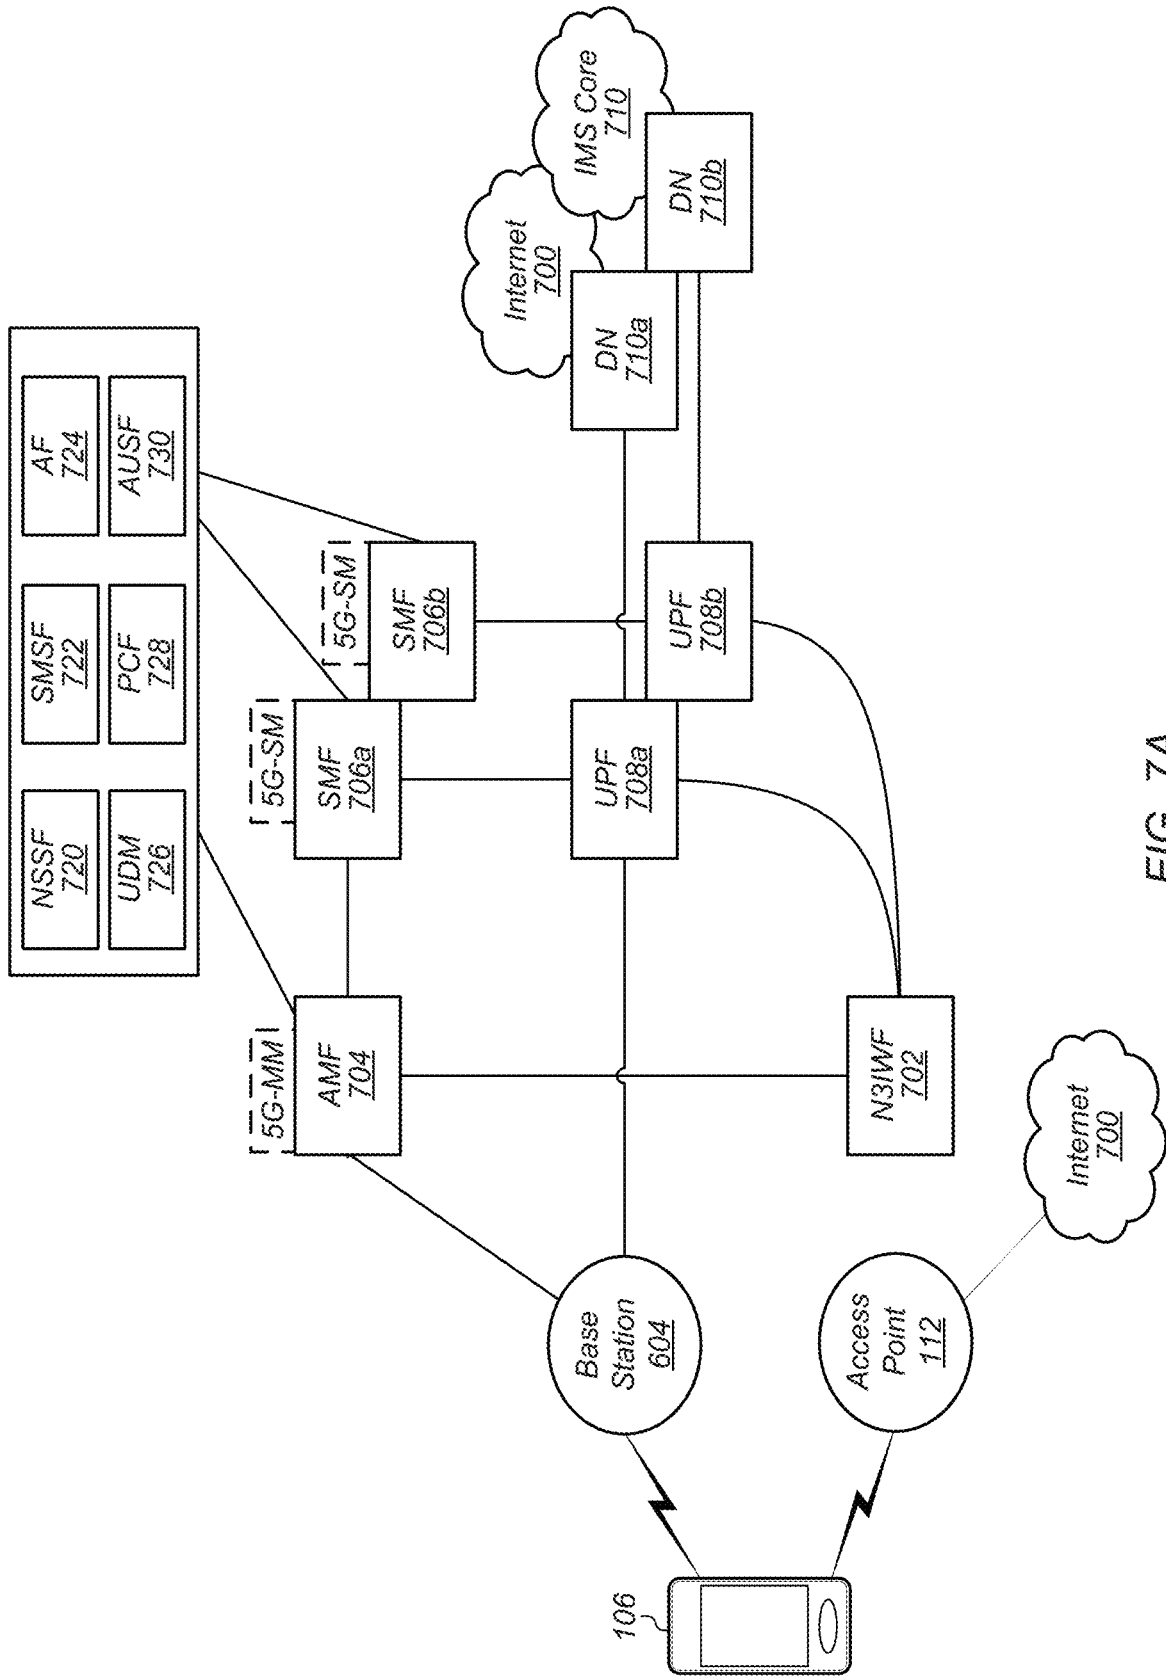 NSSF
720
SMSF
722
AF
724
UDM
726
PCF
728
AUSF
730
5G-MM
AMF
704
5G-SM
SMF
706a
5G-SM
SMF
706b
Internet
700
IMS Core
710
Base
Station
604
UPF
708a
UPF
708b
DN
710a
DN
710b
106
Access
Point
112
N3IWF
702
Internet
700
FIG. 7A